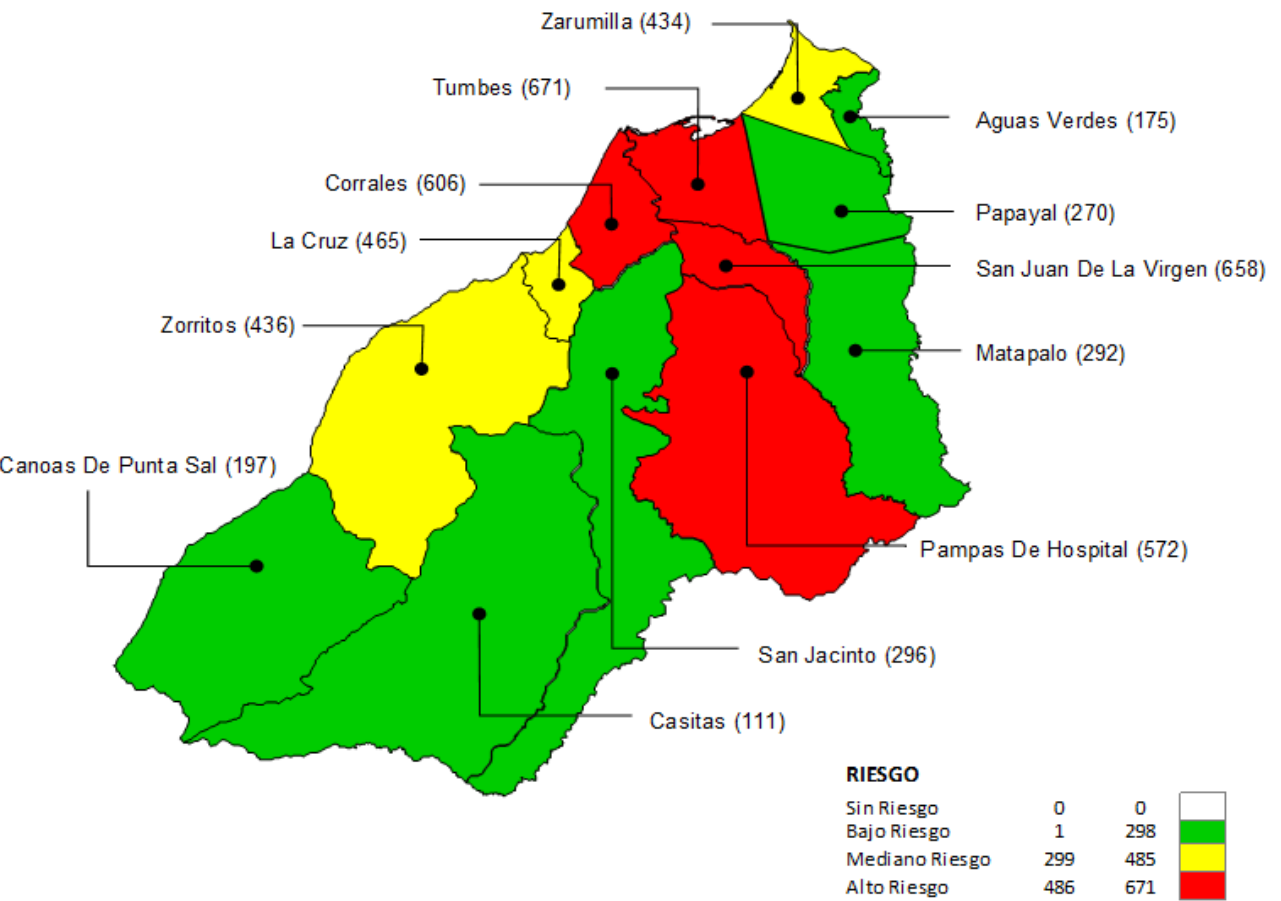 Zarumilla (434)
Tumbes (671)
Aguas Verdes (175)
Corrales (606)
Papayal (270)
La Cruz (465)
San Juan De La Virgen (658)
Zorritos (436)
Matapalo (292)
Canoas De Punta Sal (197)
Pampas De Hospital (572)
San Jacinto (296)
Casitas (111)
RIESGO
Sin Riesgo 0 0
Bajo Riesgo 1 298
Mediano Riesgo 299 485
Alto Riesgo 486 671